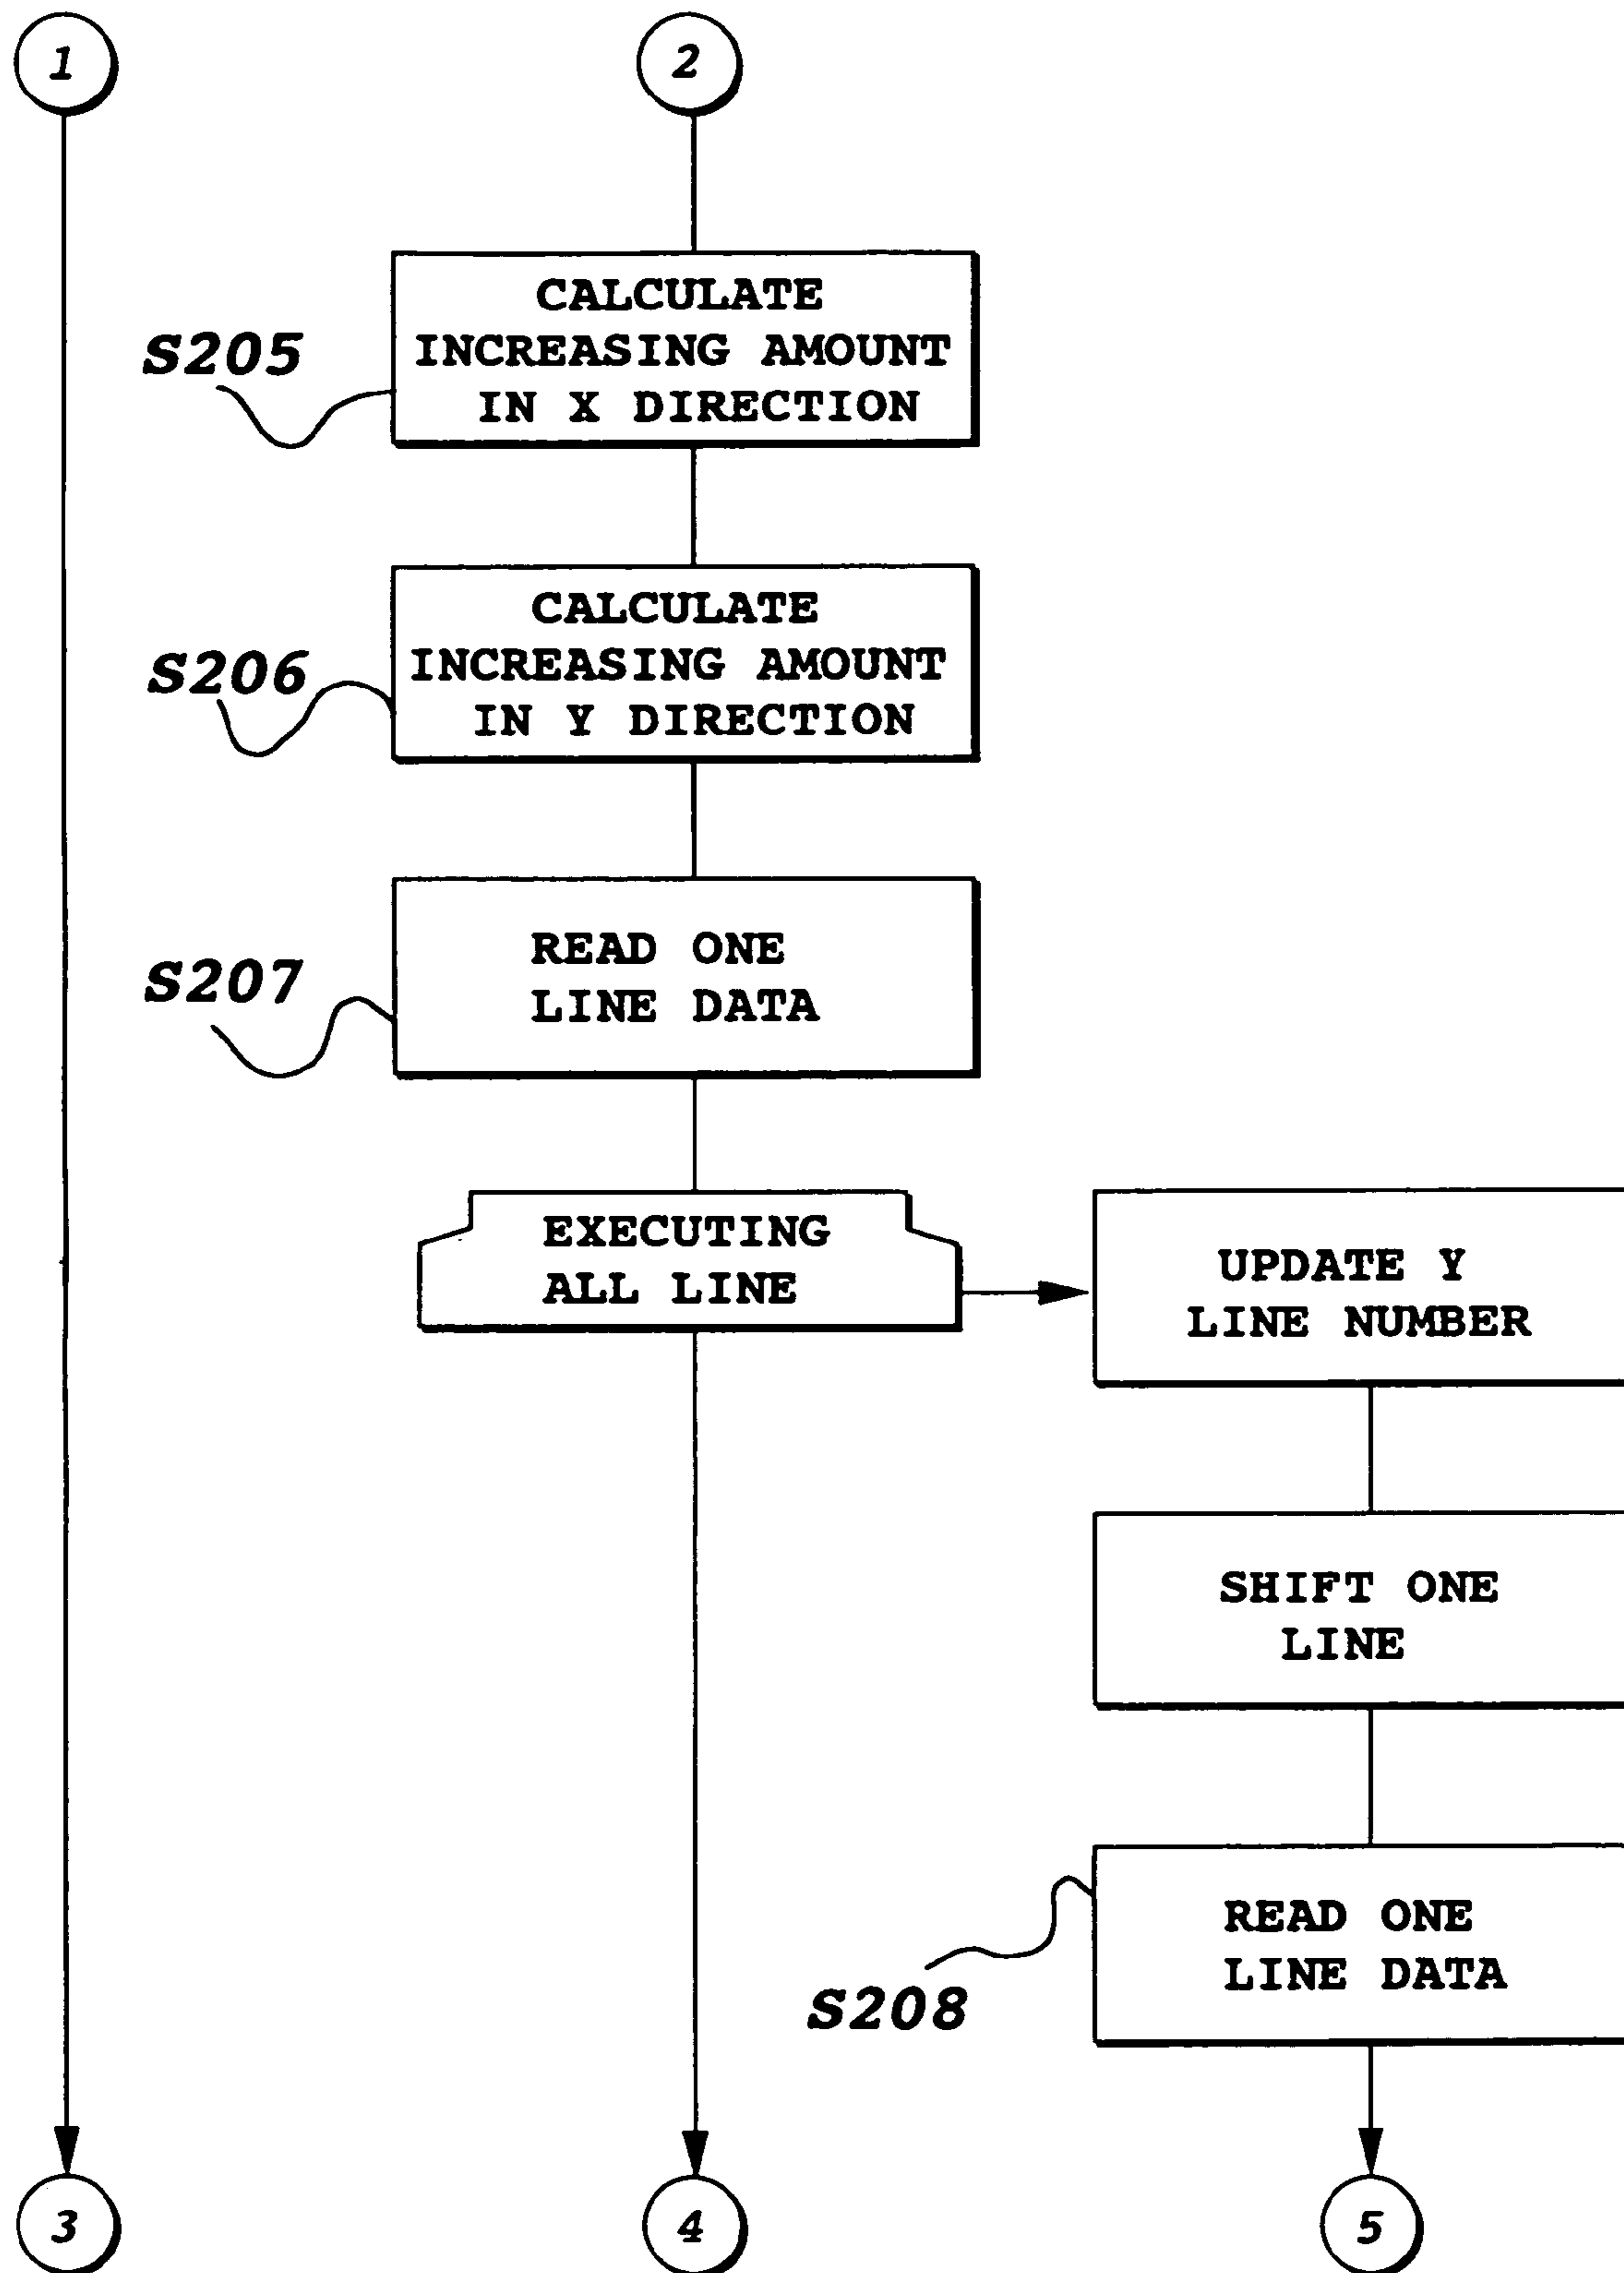 1
2
CALCULATE
INCREASING AMOUNT
IN X DIRECTION
S205
CALCULATE
INCREASING AMOUNT
IN Y DIRECTION
S206
READ ONE
LINE DATA
S207
EXECUTING
ALL LINE
UPDATE Y
LINE NUMBER
SHIFT ONE
LINE
READ ONE
LINE DATA
S208
3
4
5